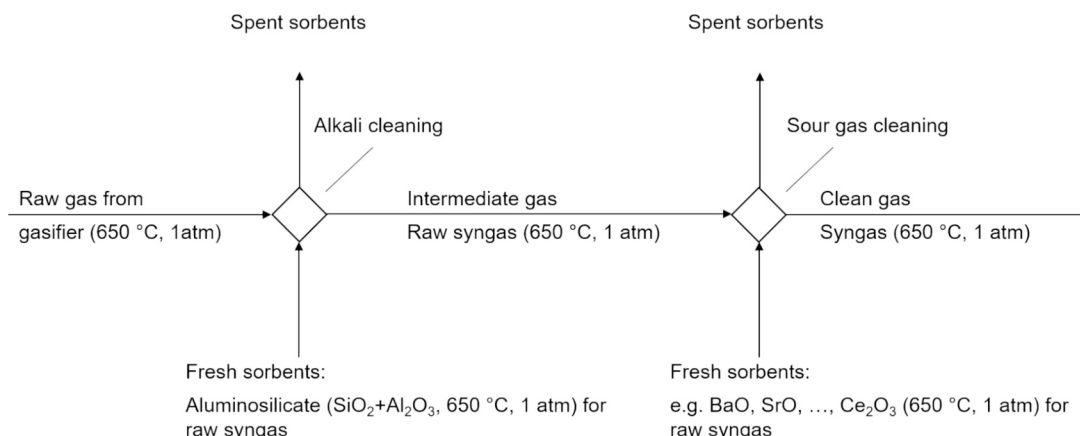 Spent sorbents
Spent sorbents
Alkali cleaning
Sour gas cleaning
Raw gas from
gasifier (650 °C, 1atm)
Intermediate gas
Raw syngas (650 °C, 1 atm)
Clean gas
Syngas (650 °C, 1 atm)
Fresh sorbents:
Aluminosilicate (SiO₂+Al₂O₃, 650 °C, 1 atm) for
raw syngas
Fresh sorbents:
e.g. BaO, SrO, …, Ce₂O₃ (650 °C, 1 atm) for
raw syngas